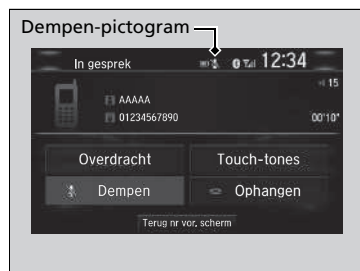 Dempen-pictogram
In gesprek 12:34
15
AAAAA
01234567890 00'10"
Overdracht Touch-tones
Dempen Ophangen
Terug nr vor. scherm